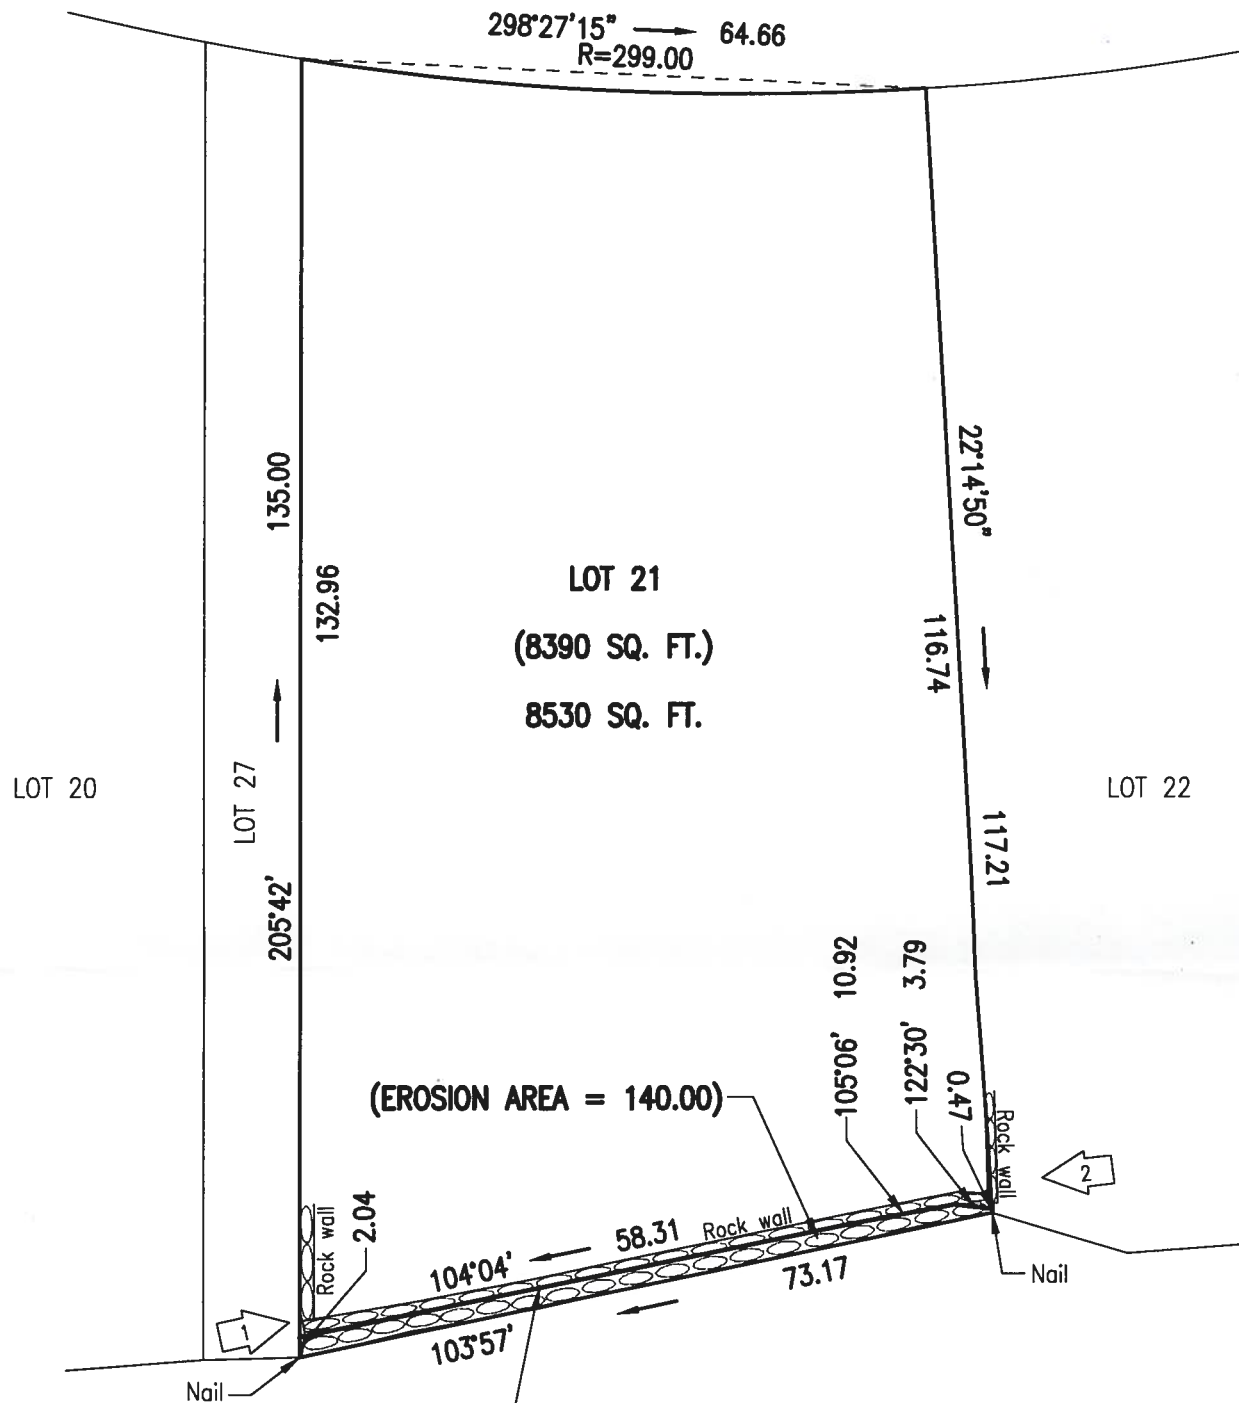 298°27'15" 64.66
R=299.00
22°14'50"
135.00
132.96
LOT 21
(8390 SQ. FT.)
8530 SQ. FT.
116.74
LOT 20
LOT 27
LOT 22
117.21
205°42'
105°06' 10.92
122°30' 3.79
0.47
(EROSION AREA = 140.00)
Rock wall
2
2.04
Rock wall
58.31
Rock wall
104°04'
73.17
Nail
1
103°57'
Nail